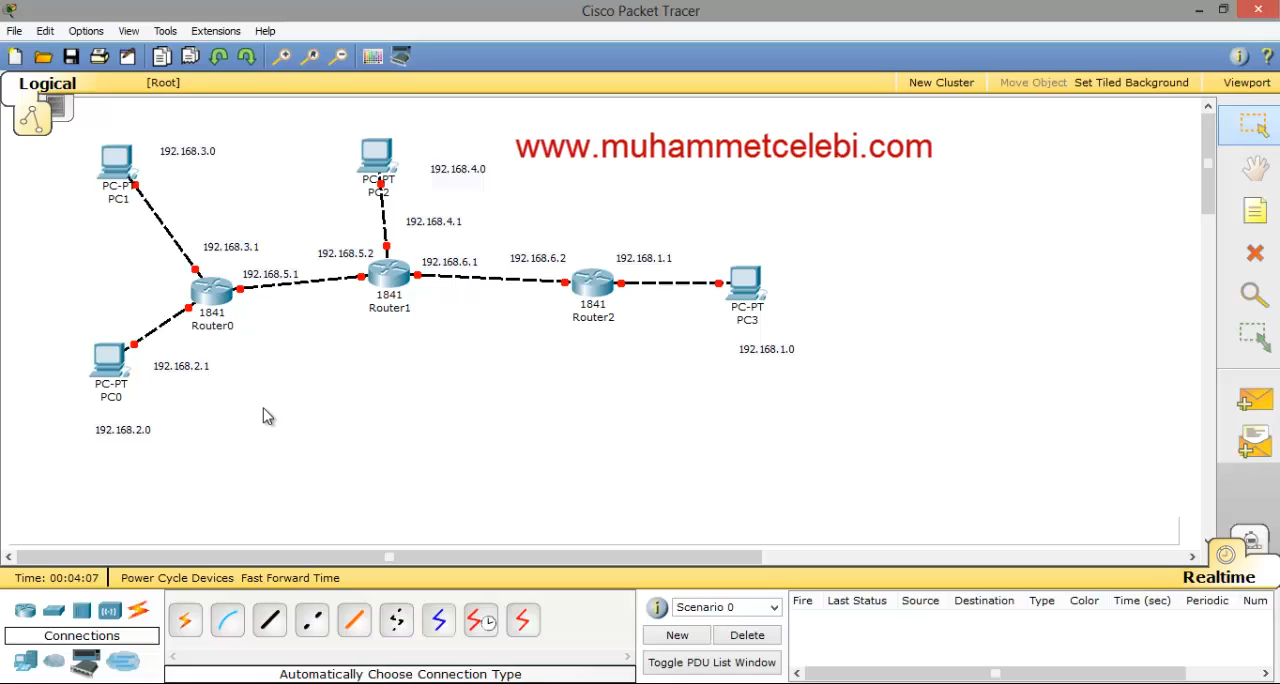 Cisco Packet Tracer
File Edit Options View Tools Extensions Help
Logical [Root] New Cluster Move Object Set Tiled Background Viewport
www.muhammetcelebi.com
192.168.3.0
192.168.4.0
PC-PT
PC1
PC-PT
PC2
192.168.4.1
192.168.3.1
192.168.5.2
192.168.6.1
192.168.6.2
192.168.1.1
192.168.5.1
1841
Router0
1841
Router1
1841
Router2
PC-PT
PC3
192.168.1.0
192.168.2.1
PC-PT
PC0
192.168.2.0
Realtime
Time: 00:04:07 Power Cycle Devices Fast Forward Time
Connections
Automatically Choose Connection Type
Scenario 0
New Delete
Toggle PDU List Window
Fire Last Status Source Destination Type Color Time (sec) Periodic Num